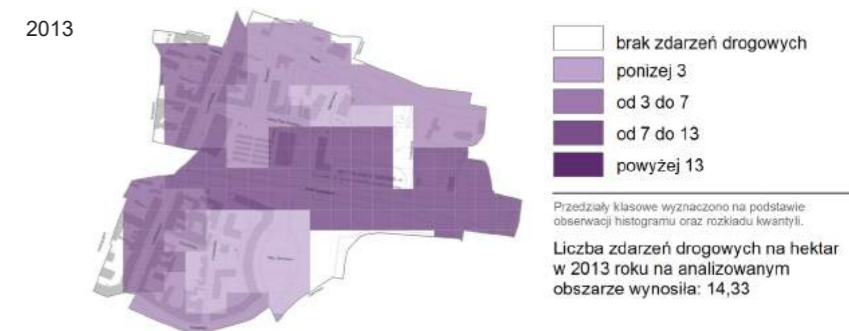 2013
brak zdarzeń drogowych
ponizej 3
od 3 do 7
od 7 do 13
powyżej 13
Przedziały klasowe wyznaczono na podstawie
obserwacji histogramu oraz rozkładu kwantyli.
Liczba zdarzeń drogowych na hektar
w 2013 roku na analizowanym
obszarze wynosiła: 14,33